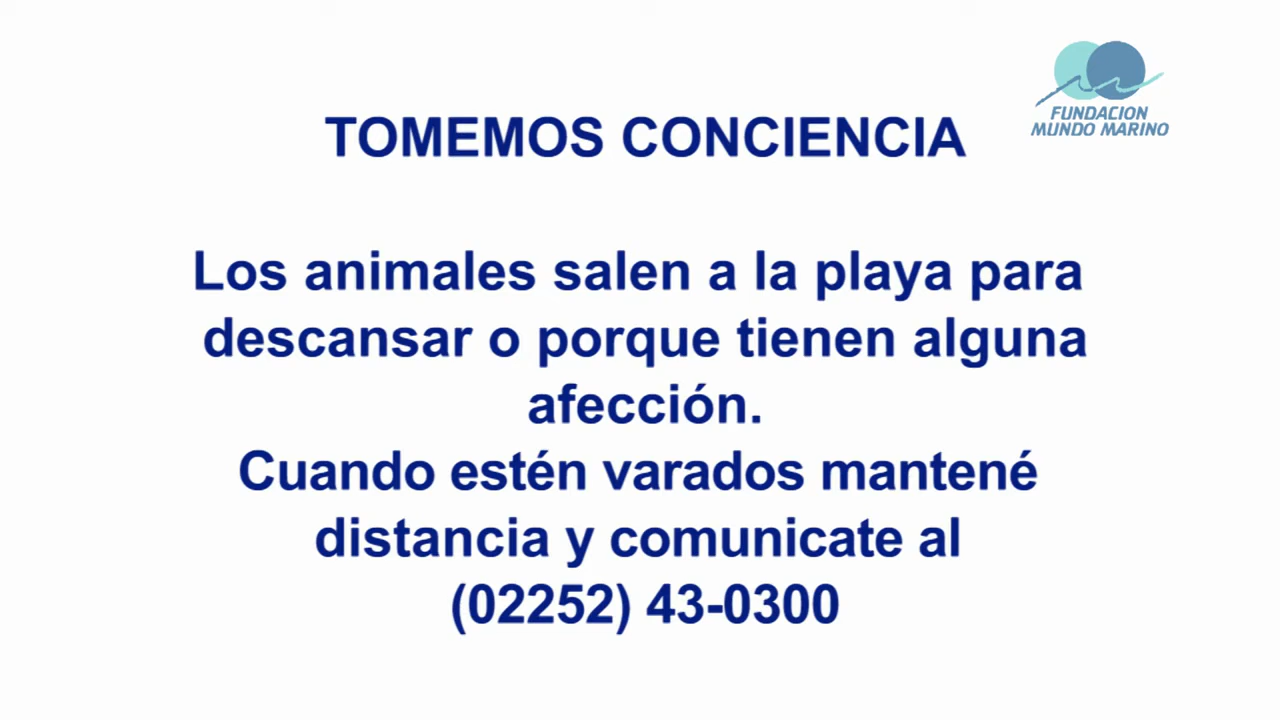 FUNDACION
MUNDO MARINO
TOMEMOS CONCIENCIA
Los animales salen a la playa para
descansar o porque tienen alguna
afección.
Cuando estén varados mantené
distancia y comunicate al
(02252) 43-0300